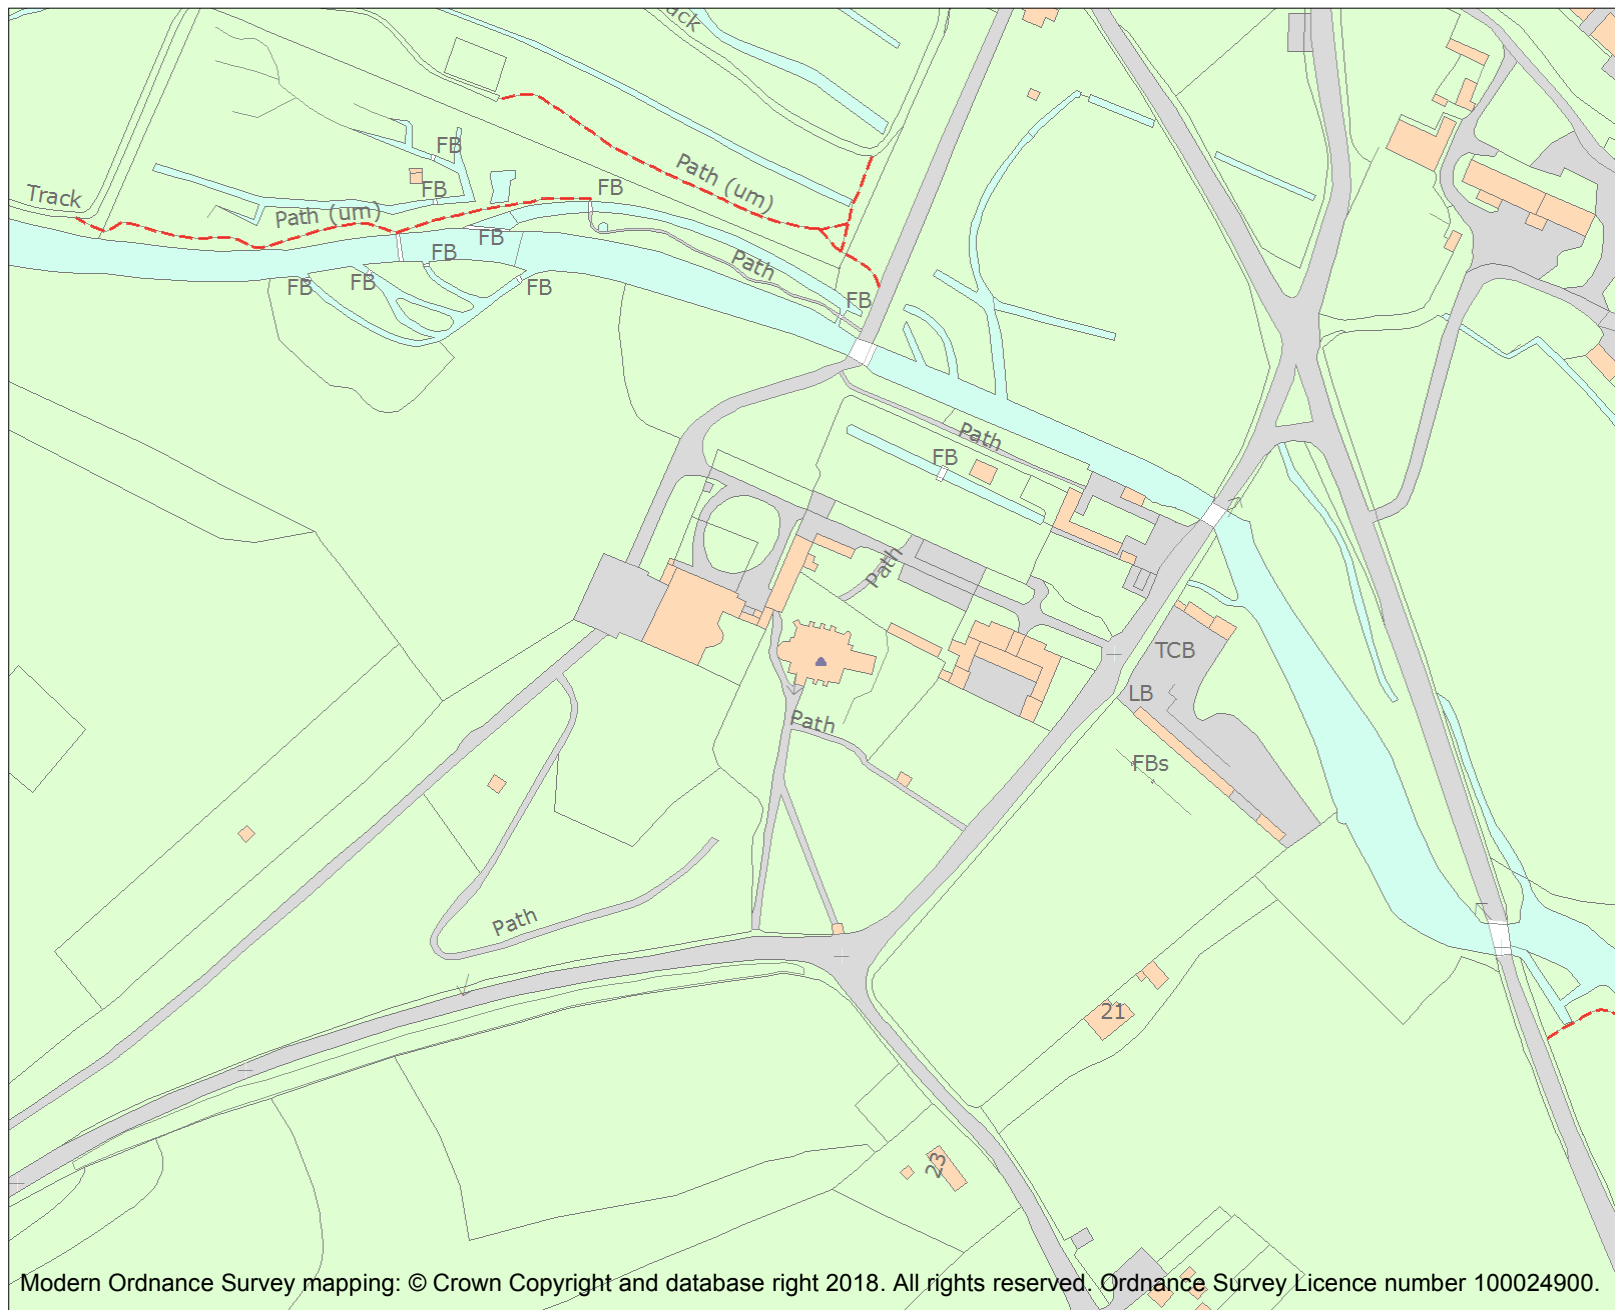 ack
FB
Path (um)
FB
FB
Track
Path (um)
FB
FB
Path
FB
FB
FB
FB
Path
FB
Path
TCB
LB
Path
FBs
Path
21
23
Modern Ordnance Survey mapping: © Crown Copyright and database right 2018. All rights reserved. Ordnance Survey Licence number 100024900.